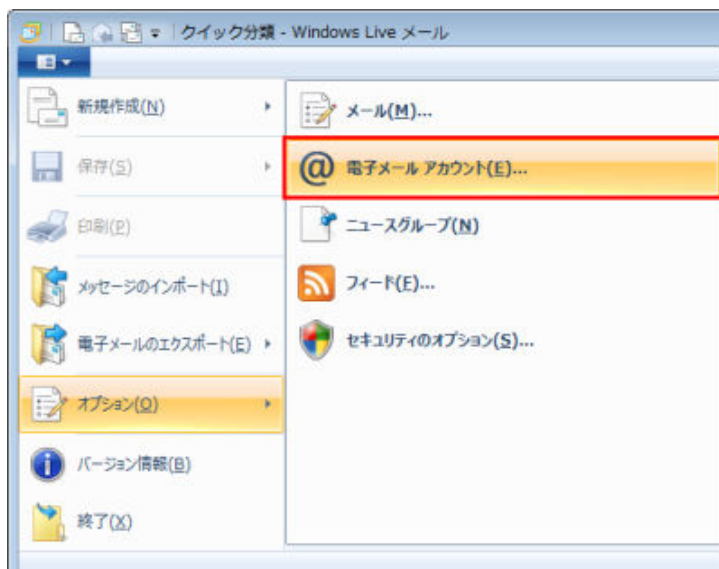 クイック分類 - Windows Live メール
新規作成(N)
保存(S)
印刷(P)
メッセージのインポート(I)
電子メールのエクスポート(E)
オプション(O)
バージョン情報(B)
終了(X)
メール(M)...
電子メール アカウント(E)...
ニュースグループ(N)
フィード(F)...
セキュリティのオプション(S)...